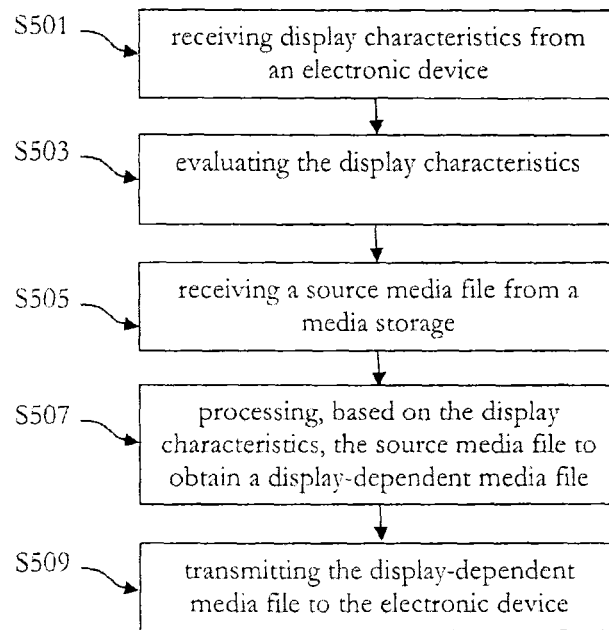 S501
receiving display characteristics from
an electronic device
S503
evaluating the display characteristics
S505
receiving a source media file from a
media storage
S507
processing, based on the display
characteristics, the source media file to
obtain a display-dependent media file
S509
transmitting the display-dependent
media file to the electronic device